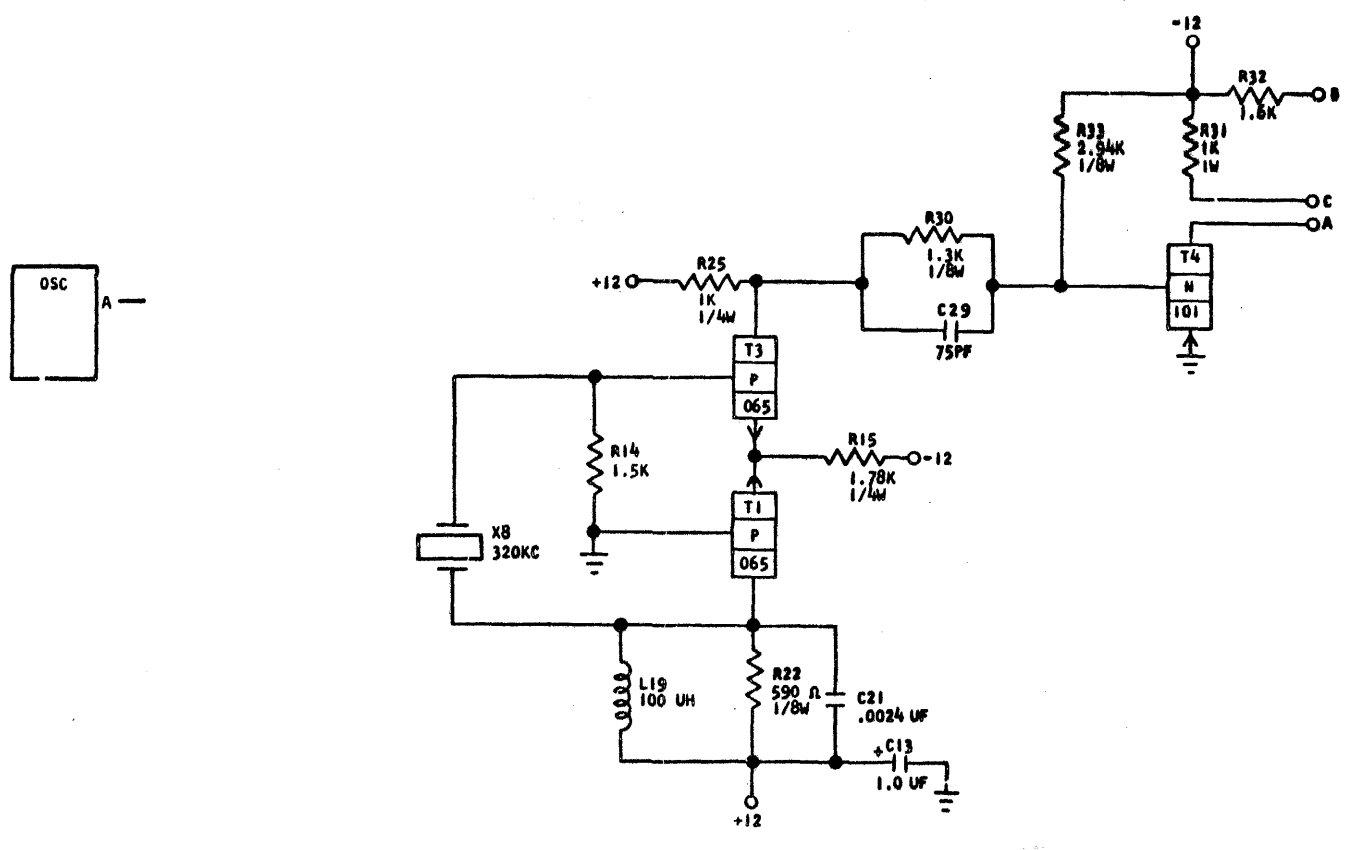 -12
R32
1.6K
B
R33
2.94K
1/8W
R31
1K
1W
C
A
R30
1.3K
1/8W
C29
75PF
T4
N
101
OSC
A
+12
R25
1K
1/4W
T3
P
065
R14
1.5K
R15
-12
1.78K
1/4W
T1
P
065
X8
320KC
L19
100 UH
R22
590 Ω
1/8W
C21
.0024 UF
+C13
1.0 UF
+12